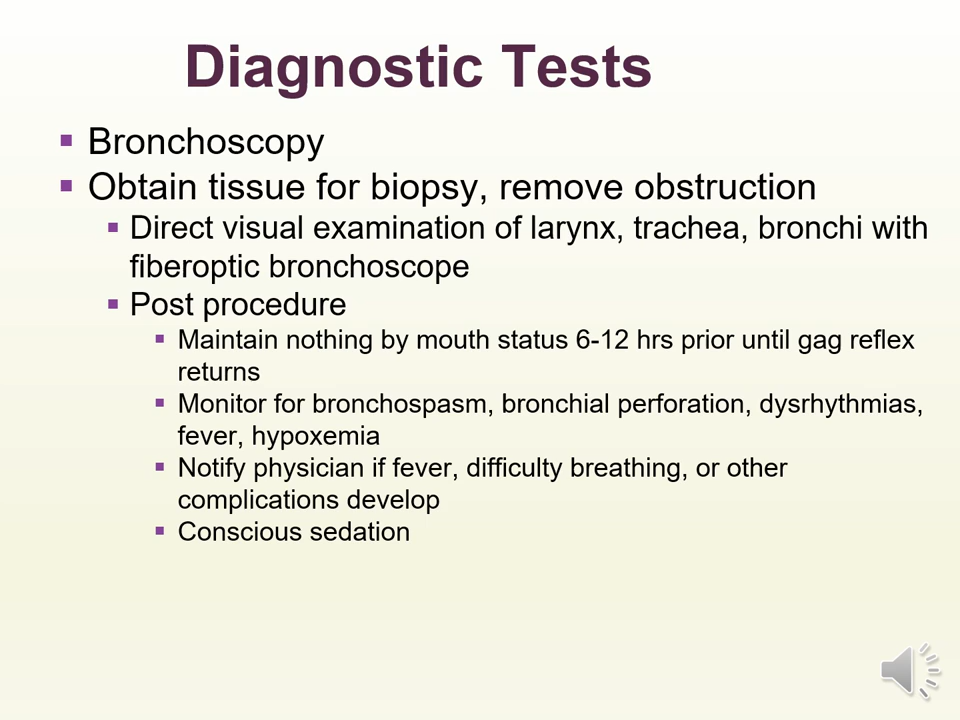 Diagnostic Tests
Bronchoscopy
Obtain tissue for biopsy, remove obstruction
Direct visual examination of larynx, trachea, bronchi with
fiberoptic bronchoscope
Post procedure
Maintain nothing by mouth status 6-12 hrs prior until gag reflex
returns
Monitor for bronchospasm, bronchial perforation, dysrhythmias,
fever, hypoxemia
Notify physician if fever, difficulty breathing, or other
complications develop
Conscious sedation